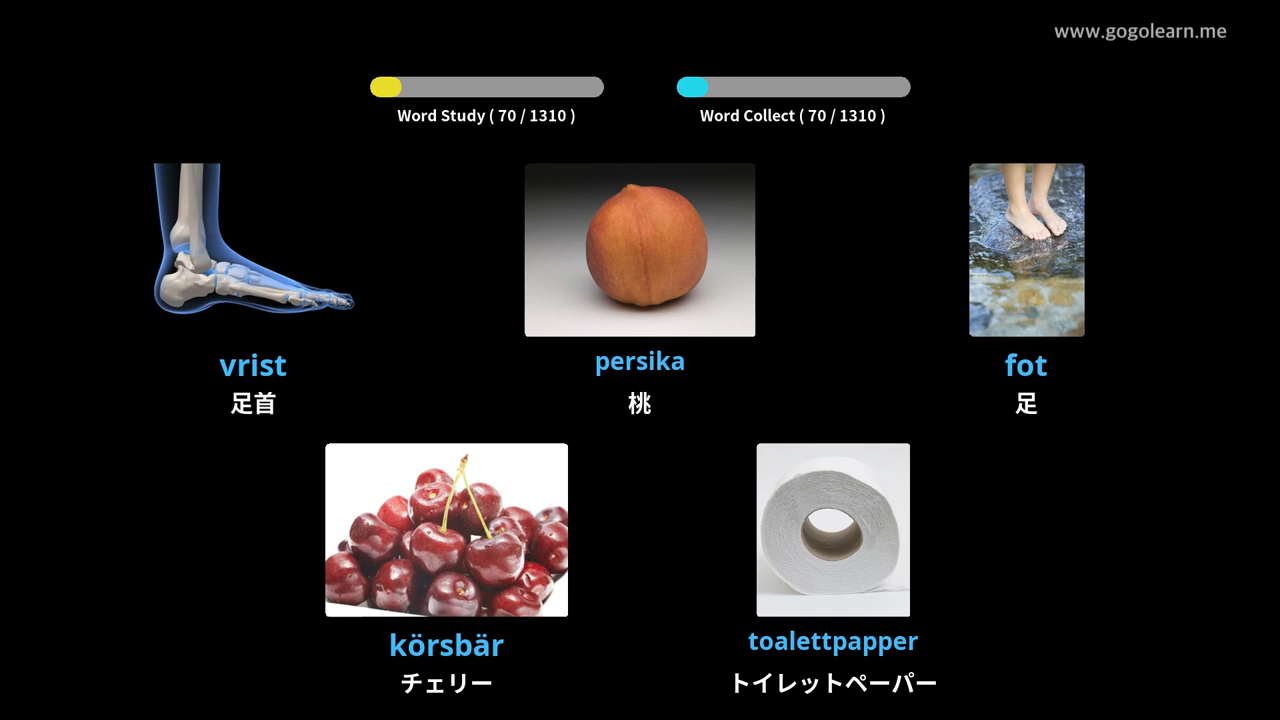 www.gogolearn.me
Word Study ( 70 / 1310 )
Word Collect ( 70 / 1310 )
vrist
足首
persika
桃
fot
足
körsbär
チェリー
toalettpapper
トイレットペーパー